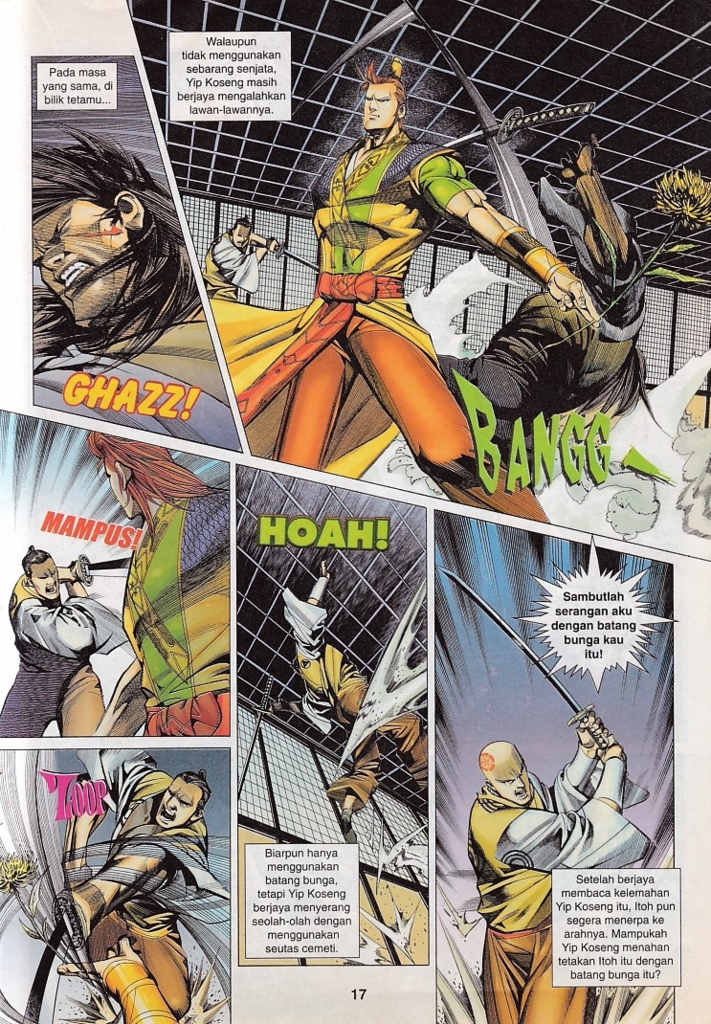 Pada masa
yang sama, di
bilik tetamu...
Walaupun
tidak menggunakan
sebarang senjata,
Yip Koseng masih
berjaya mengalahkan
lawan-lawannya.
GHAZZ!
BANGG
MAMPUS!
HOAH!
Sambutlah
serangan aku
dengan batang
bunga kau
itu!
ZLOOP
Biarpun hanya
menggunakan
batang bunga,
tetapi Yip Koseng
berjaya menyerang
seolah-olah dengan
menggunakan
seutas cemeti.
Setelah berjaya
membaca kelemahan
Yip Koseng itu, Itoh pun
segera menerpa ke
arahnya. Mampukah
Yip Koseng menahan
tetakan Itoh itu dengan
batang bunga itu?
17